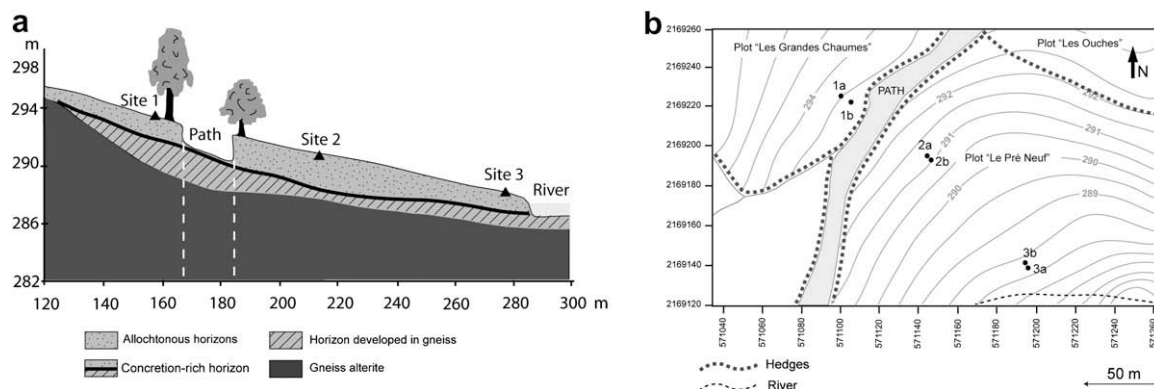 a
m
298
294
290
286
282
Site 1
Path
Site 2
Site 3
River
120 140 160 180 200 220 240 260 280 300 m
Allochtonous horizons
Horizon developed in gneiss
Concretion-rich horizon
Gneiss alterite
b
2169260
2169240
2169220
2169200
2169180
2169160
2169140
2169120
Plot "Les Grandes Chaumes"
Plot "Les Ouches"
N
1a
1b
PATH
294
292
292
291
2a
2b
291
Plot "Le Pré Neuf"
290
290
289
3b
3a
571040 571060 571080 571100 571120 571140 571160 571180 571200 571220 571240 571260
Hedges
River
50 m